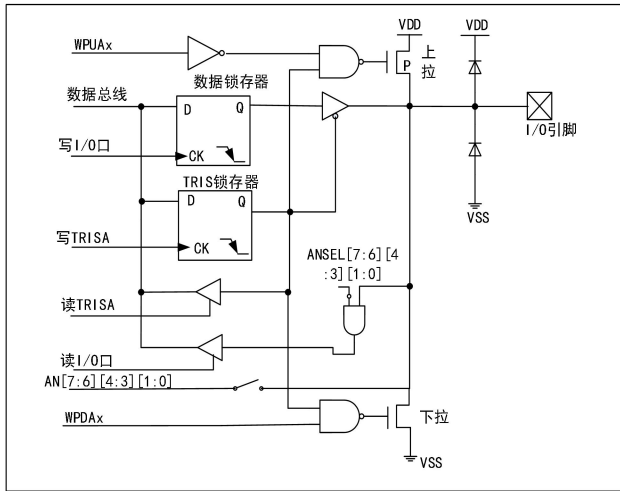 VDD
VDD
WPUAx
上
拉
P
数据总线
数据锁存器
D
Q
I/O引脚
写I/O口
CK
TRIS锁存器
D
Q
VSS
写TRISA
CK
ANSEL[7:6][4
:3][1:0]
读TRISA
读I/O口
AN[7:6][4:3][1:0]
WPDAx
下拉
VSS